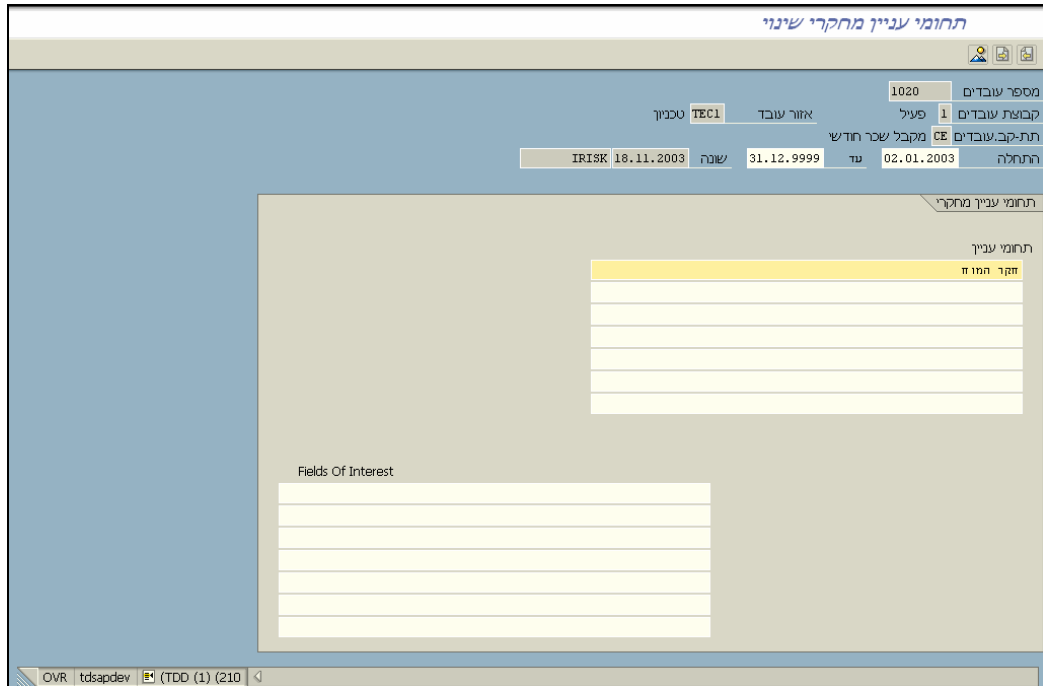 תחומי עניין מחקרי שינוי
מספר עובדים 1020
קבוצת עובדים 1 פעיל אזור עובד TEC1 טכניון
תת-קב.עובדים CE מקבל שכר חודשי
התחלה 02.01.2003 עד 31.12.9999 שונה 18.11.2003 IRISK
תחומי עניין מחקרי
תחומי עניין
חקר המוח
Fields Of Interest
OVR tdsapdev (TDD (1) (210